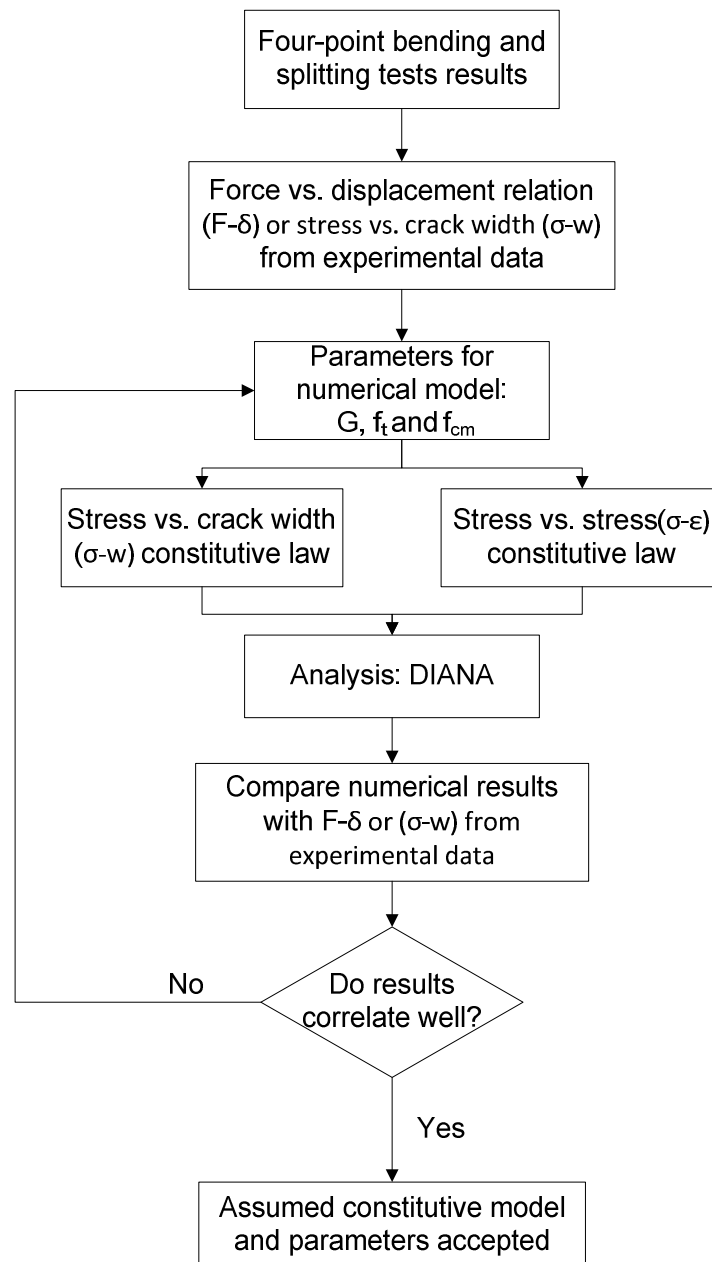 Four-point bending and
splitting tests results
Force vs. displacement relation
(F-δ) or stress vs. crack width (σ-w)
from experimental data
Parameters for
numerical model:
G, fₜ and f꜀ₘ
Stress vs. crack width
(σ-w) constitutive law
Stress vs. stress(σ-ε)
constitutive law
Analysis: DIANA
Compare numerical results
with F-δ or (σ-w) from
experimental data
Do results
correlate well?
No
Yes
Assumed constitutive model
and parameters accepted